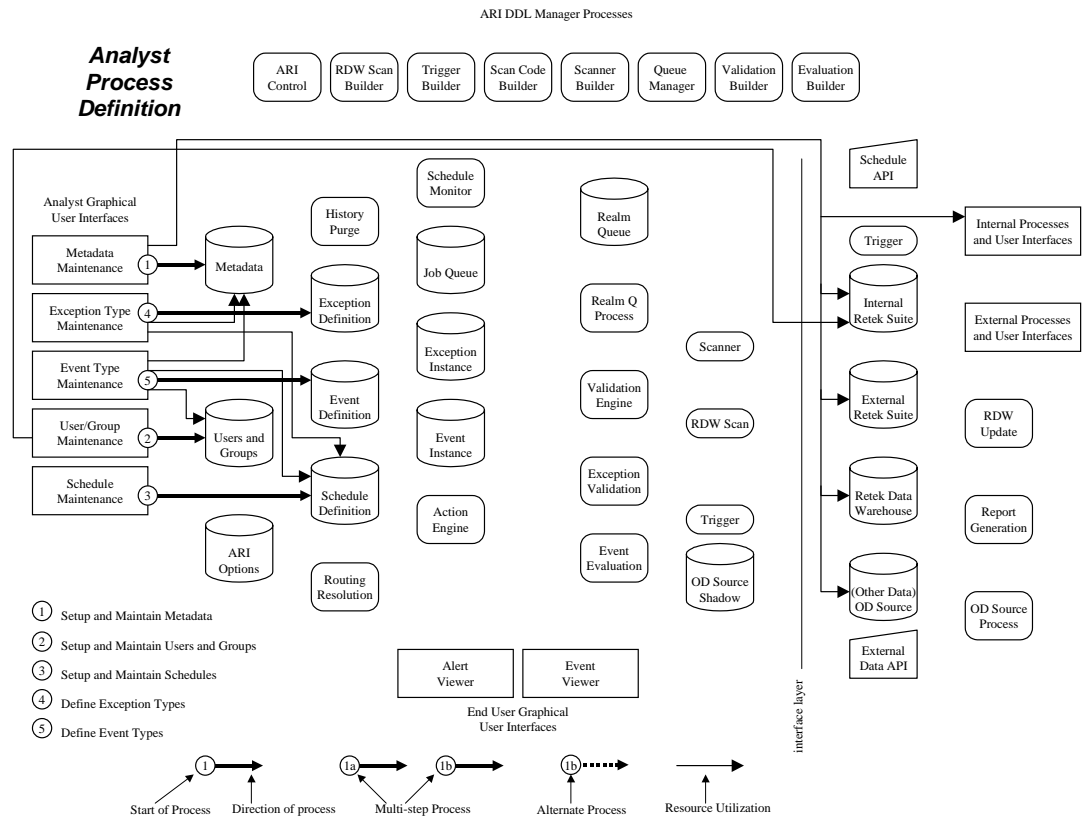 ARI DDL Manager Processes
Analyst
Process
Definition
ARI
Control
RDW Scan
Builder
Trigger
Builder
Scan Code
Builder
Scanner
Builder
Queue
Manager
Validation
Builder
Evaluation
Builder
Analyst Graphical
User Interfaces
Metadata
Maintenance
1
Exception Type
Maintenance
4
Event Type
Maintenance
5
User/Group
Maintenance
2
Schedule
Maintenance
3
Metadata
Users and
Groups
ARI
Options
History
Purge
Exception
Definition
Event
Definition
Schedule
Definition
Routing
Resolution
Schedule
Monitor
Job Queue
Exception
Instance
Event
Instance
Action
Engine
Realm
Queue
Realm Q
Process
Validation
Engine
Exception
Validation
Event
Evaluation
Scanner
RDW Scan
Trigger
OD Source
Shadow
interface layer
Schedule
API
Trigger
Internal
Retek Suite
External
Retek Suite
Retek Data
Warehouse
(Other Data)
OD Source
External
Data API
Internal Processes
and User Interfaces
External Processes
and User Interfaces
RDW
Update
Report
Generation
OD Source
Process
1 Setup and Maintain Metadata
2 Setup and Maintain Users and Groups
3 Setup and Maintain Schedules
4 Define Exception Types
5 Define Event Types
Alert
Viewer
Event
Viewer
End User Graphical
User Interfaces
1
1a
1b
1b
Start of Process
Direction of process
Multi-step Process
Alternate Process
Resource Utilization